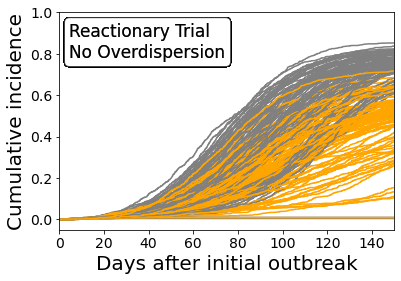 Reactionary Trial
No Overdispersion
Cumulative incidence
1.0
0.8
0.6
0.4
0.2
0.0
0 20 40 60 80 100 120 140
Days after initial outbreak